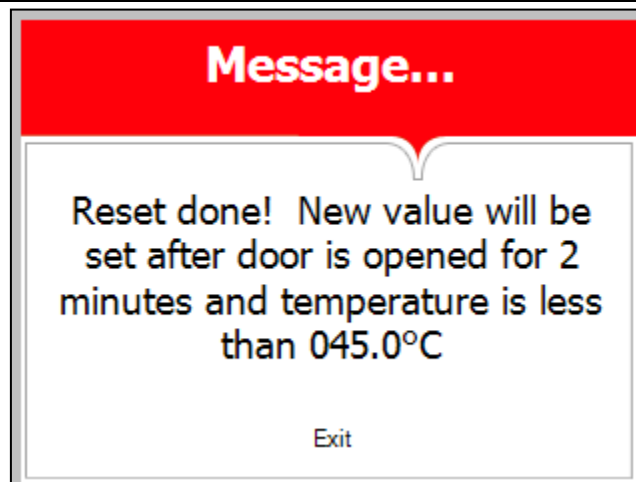 Message...
Reset done!  New value will be
set after door is opened for 2
minutes and temperature is less
than 045.0°C
Exit